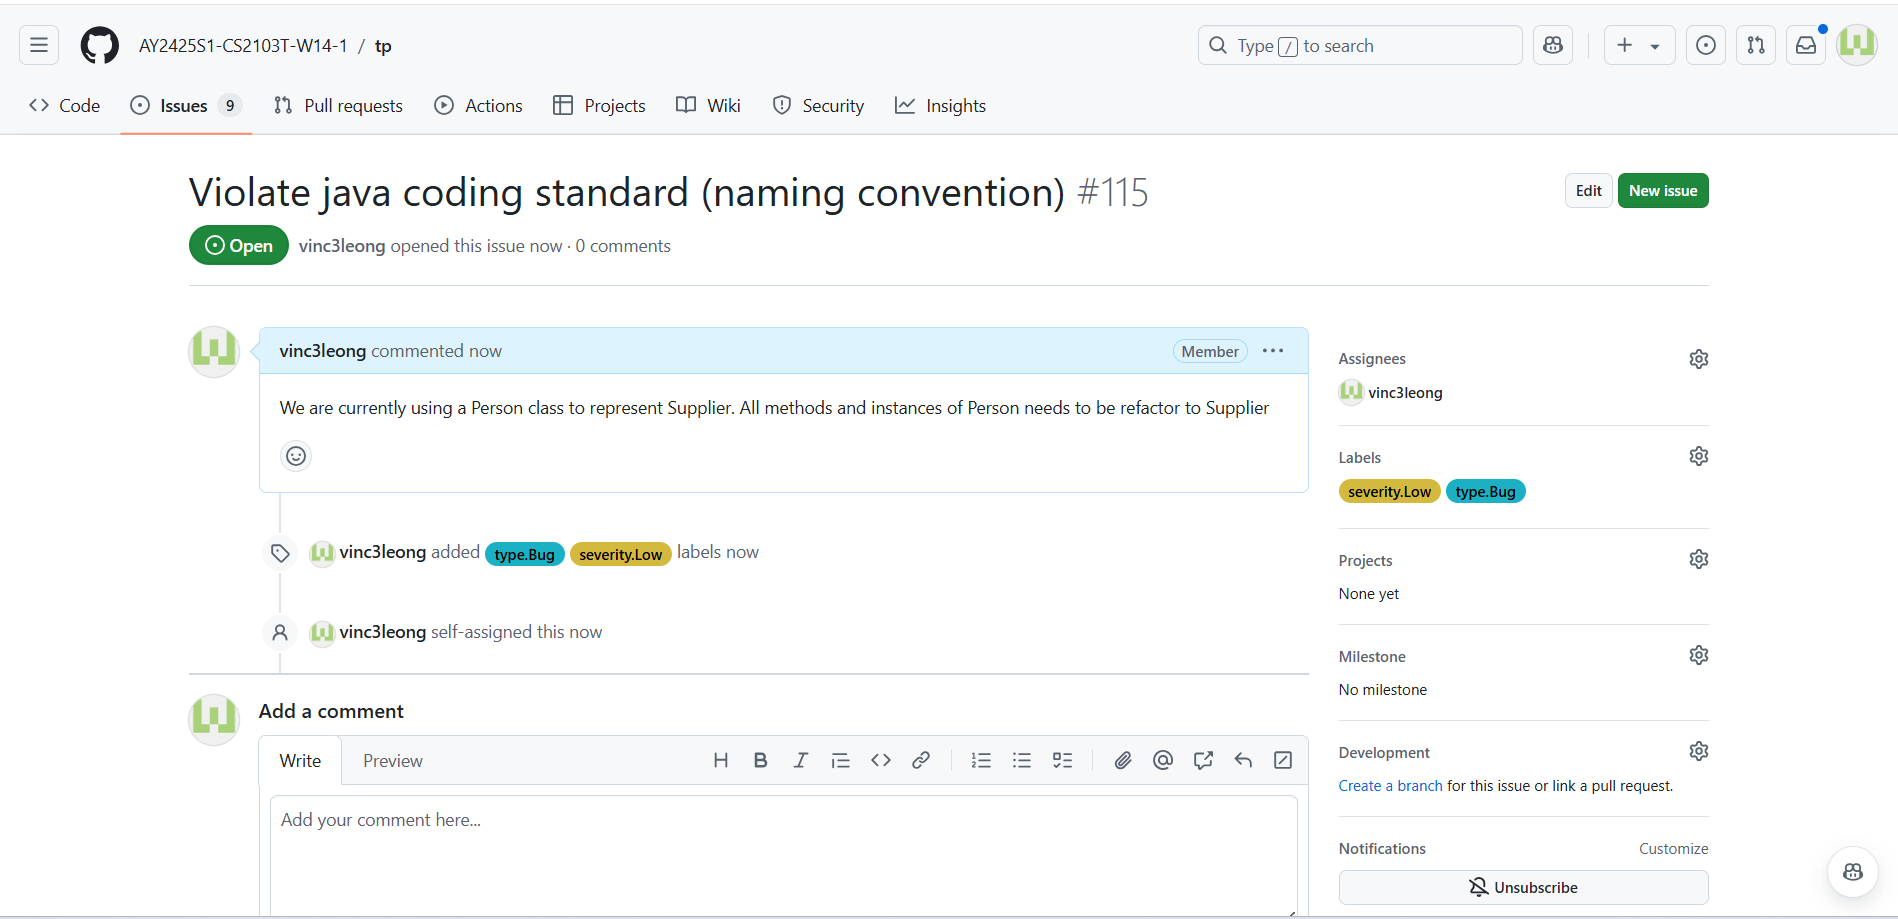 AY2425S1-CS2103T-W14-1 / tp
Type / to search
Code
Issues 9
Pull requests
Actions
Projects
Wiki
Security
Insights
Violate java coding standard (naming convention) #115
Edit
New issue
Open
vinc3leong opened this issue now · 0 comments
vinc3leong commented now
Member
We are currently using a Person class to represent Supplier. All methods and instances of Person needs to be refactor to Supplier
vinc3leong added type.Bug severity.Low labels now
vinc3leong self-assigned this now
Add a comment
Write
Preview
Add your comment here...
Assignees
vinc3leong
Labels
severity.Low type.Bug
Projects
None yet
Milestone
No milestone
Development
Create a branch for this issue or link a pull request.
Notifications
Customize
Unsubscribe